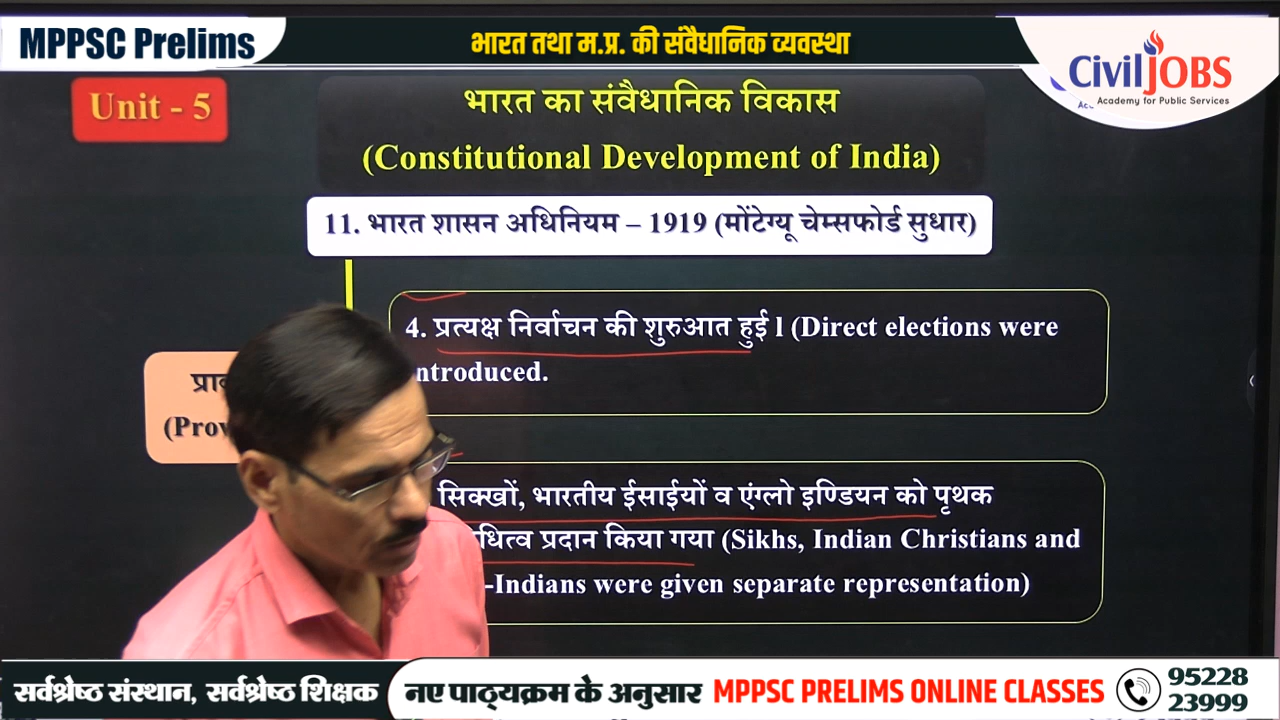 MPPSC Prelims
भारत तथा म.प्र. की संवैधानिक व्यवस्था
CivilJOBS
Academy for Public Services
Unit - 5
भारत का संवैधानिक विकास
(Constitutional Development of India)
11. भारत शासन अधिनियम – 1919 (मोंटेग्यू चेम्सफोर्ड सुधार)
4. प्रत्यक्ष निर्वाचन की शुरुआत हुई l (Direct elections were
ntroduced.
सिक्खों, भारतीय ईसाईयों व एंग्लो इण्डियन को पृथक
प्रदान किया गया (Sikhs, Indian Christians and
-Indians were given separate representation)
सर्वश्रेष्ठ संस्थान, सर्वश्रेष्ठ शिक्षक
नए पाठ्यक्रम के अनुसार MPPSC PRELIMS ONLINE CLASSES
95228
23999